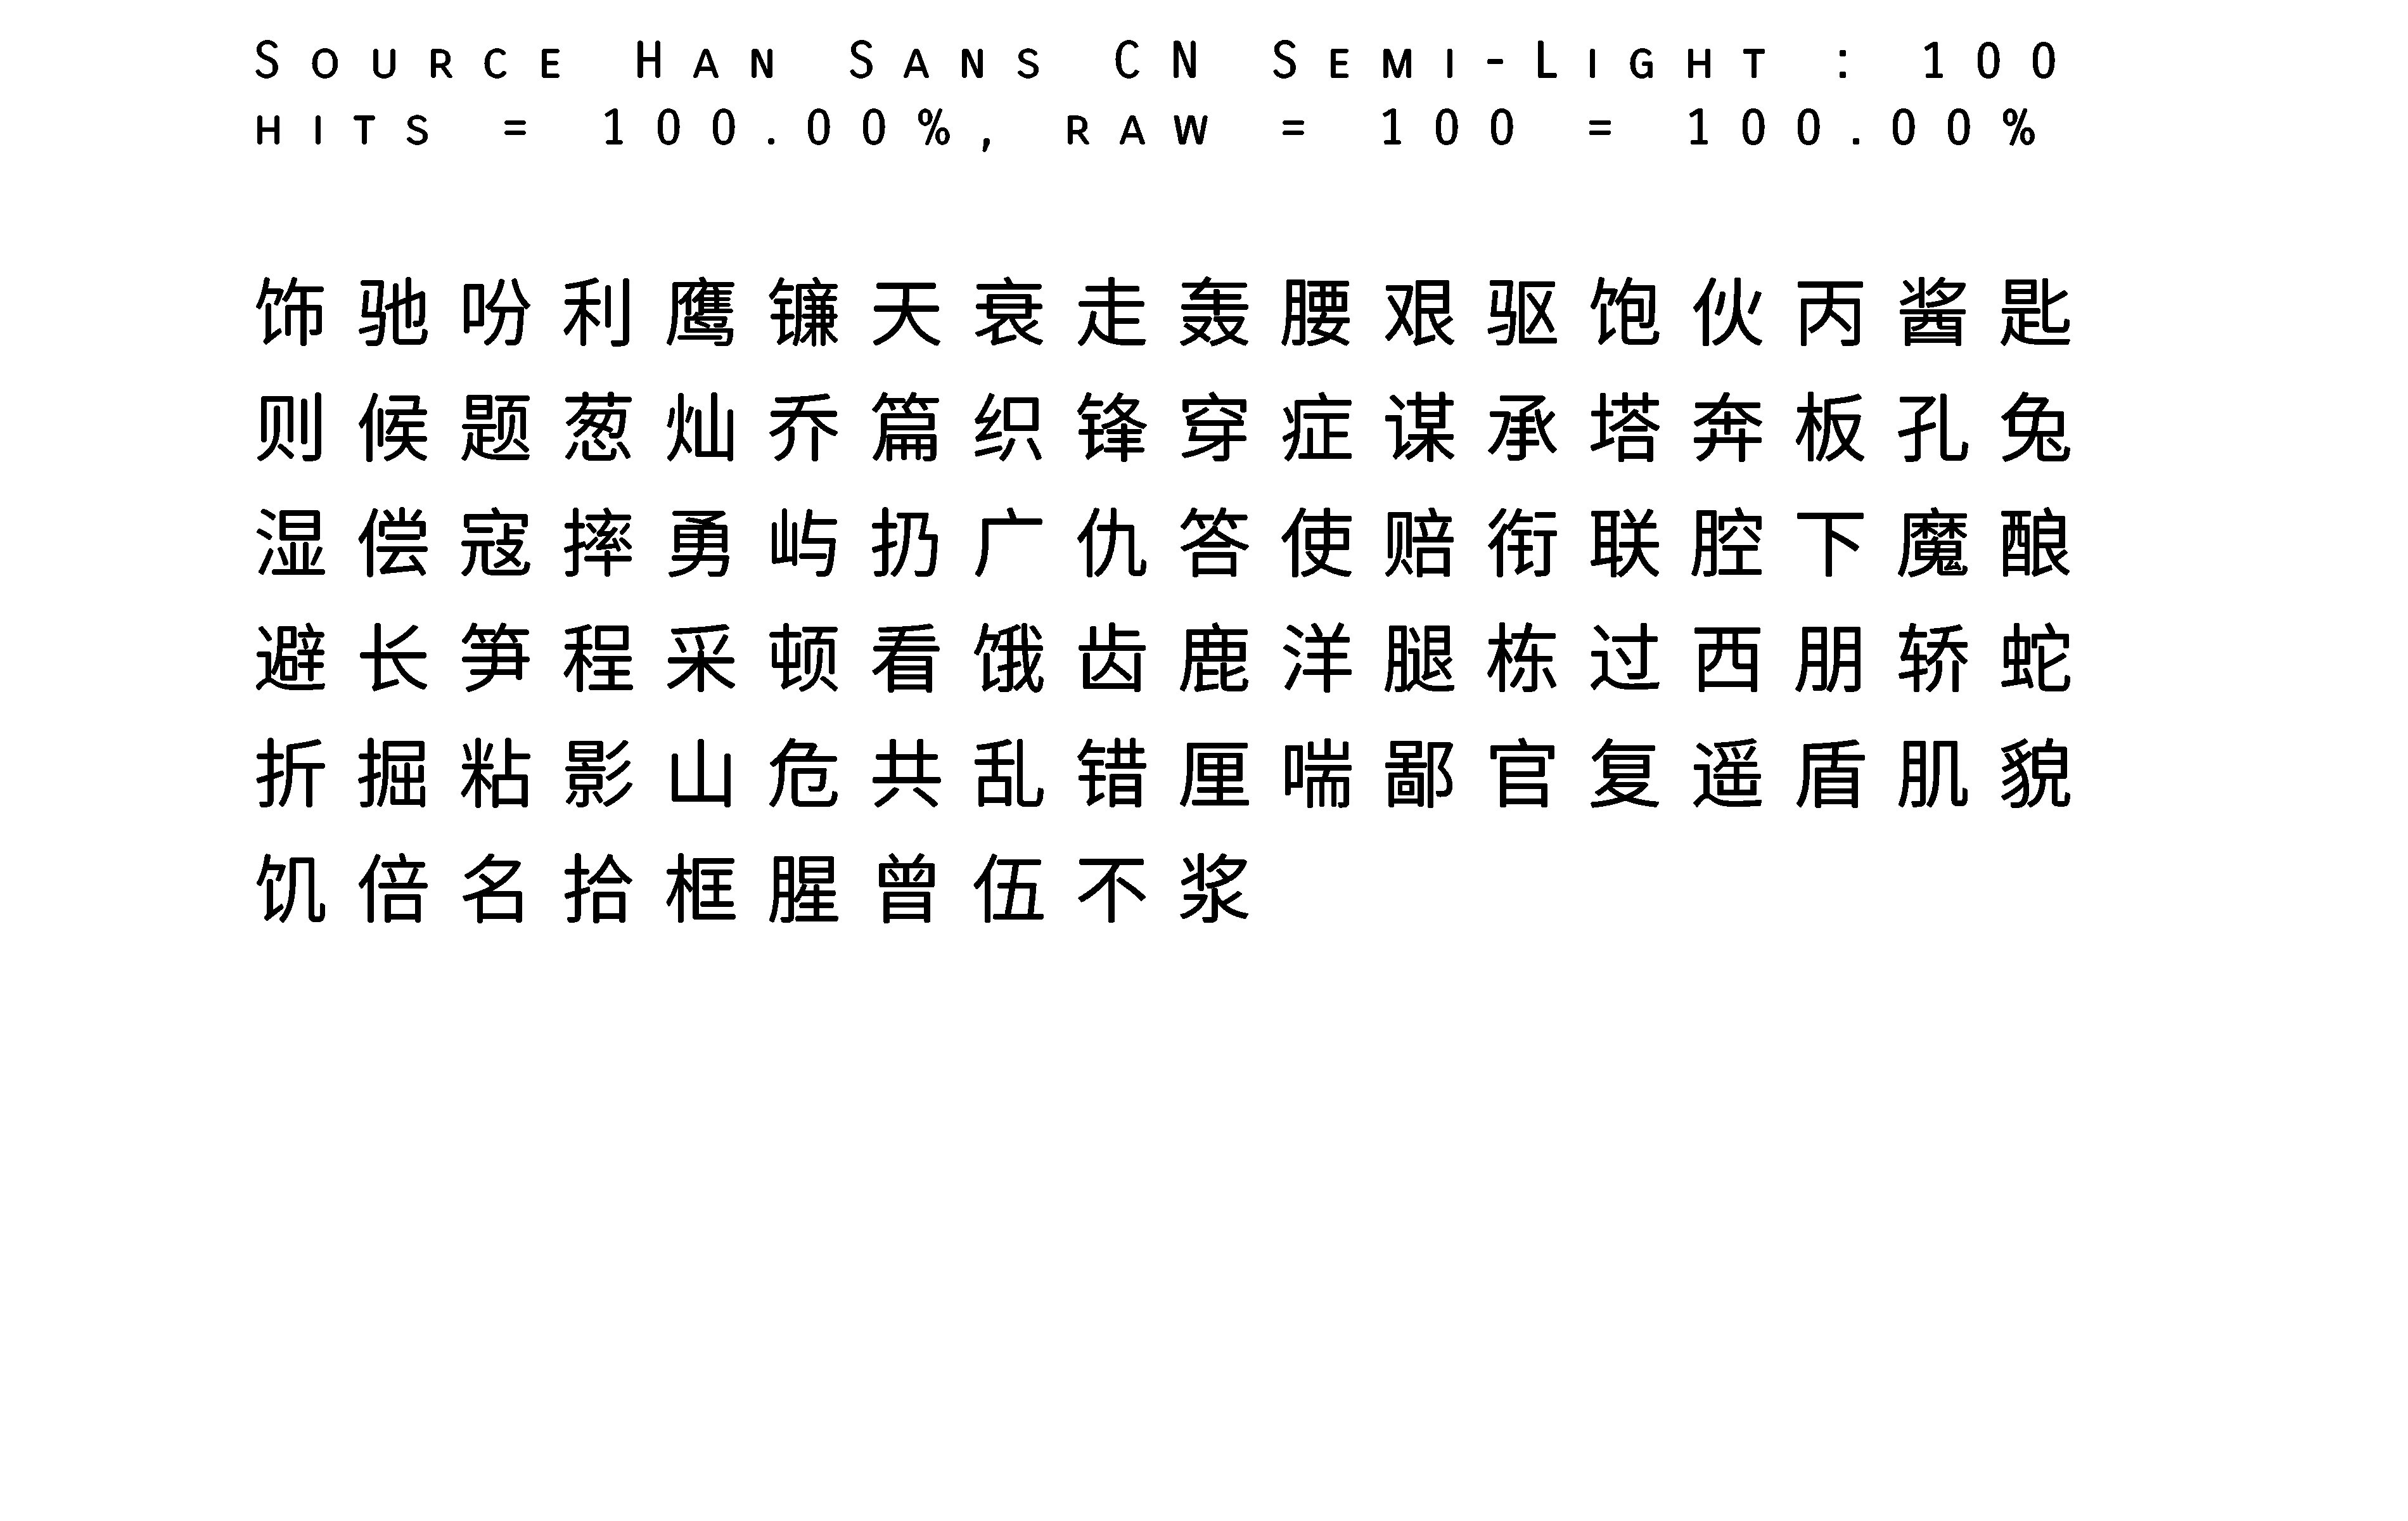 Source Han Sans CN Semi-Light : 100
hits = 100.00%, raw = 100 = 100.00%
饰驰吩利鹰镰天衰走轰腰艰驱饱伙丙酱匙
则候题葱灿乔篇织锋穿症谋承塔奔板孔兔
湿偿寇摔勇屿扔广仇答使赔衔联腔下魔酿
避长笋程采顿看饿齿鹿洋腿栋过西朋轿蛇
折掘粘影山危共乱错厘喘鄙官复遥盾肌貌
饥倍名拾框腥曾伍不浆